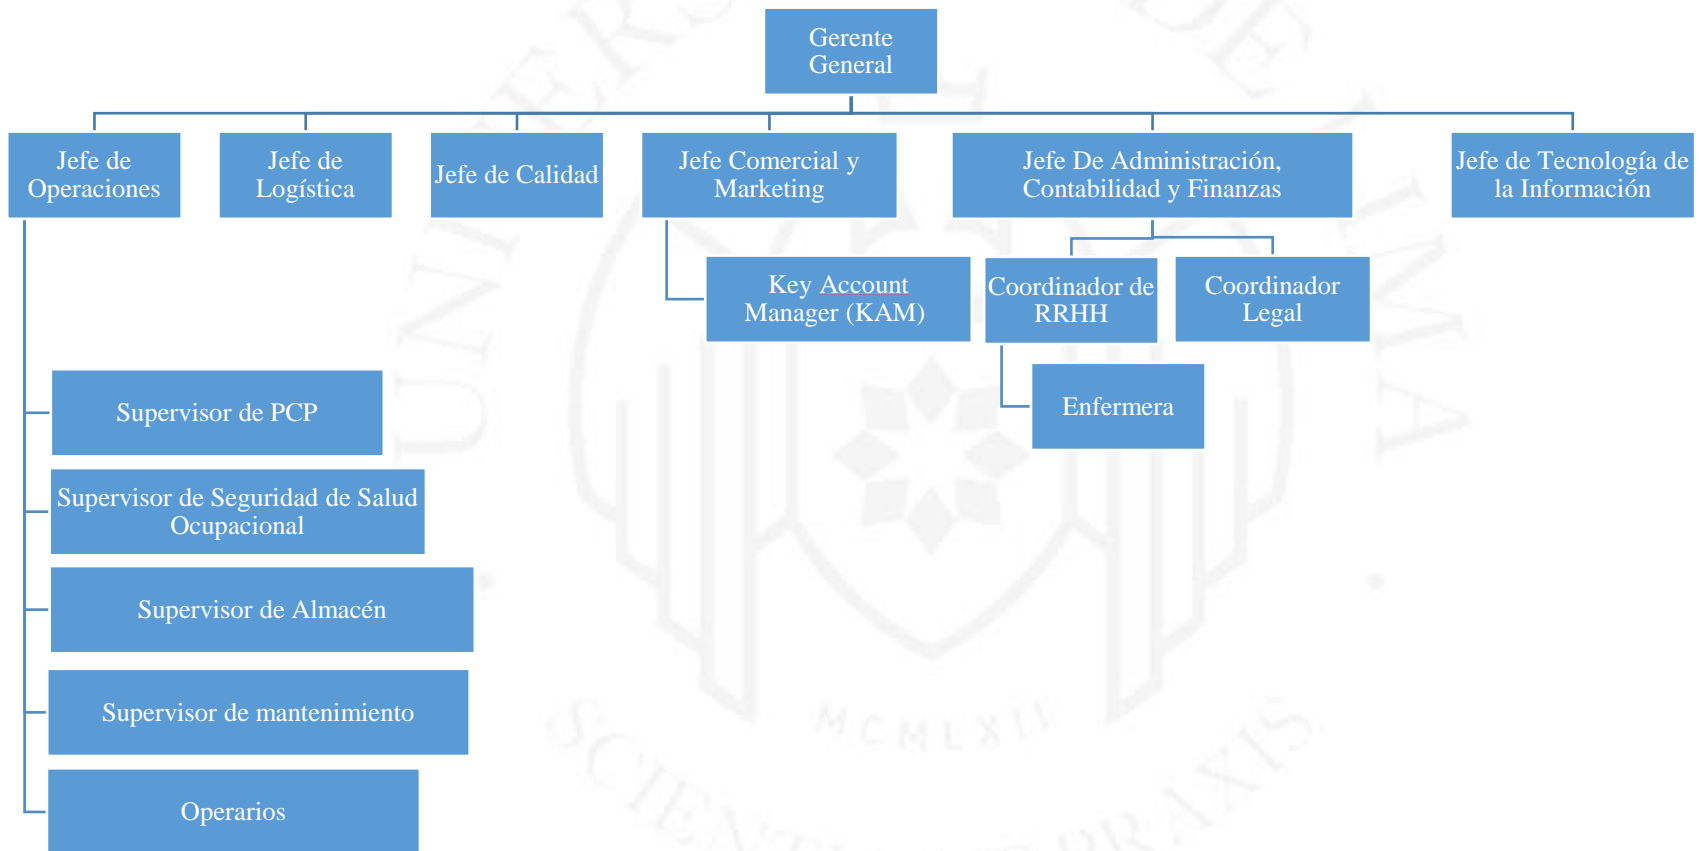 Gerente
General
Jefe de
Operaciones
Jefe de
Logística
Jefe de Calidad
Jefe Comercial y
Marketing
Jefe De Administración,
Contabilidad y Finanzas
Jefe de Tecnología de
la Información
Key Account
Manager (KAM)
Coordinador de
RRHH
Coordinador
Legal
Enfermera
Supervisor de PCP
Supervisor de Seguridad de Salud
Ocupacional
Supervisor de Almacén
Supervisor de mantenimiento
Operarios
MCMLXII